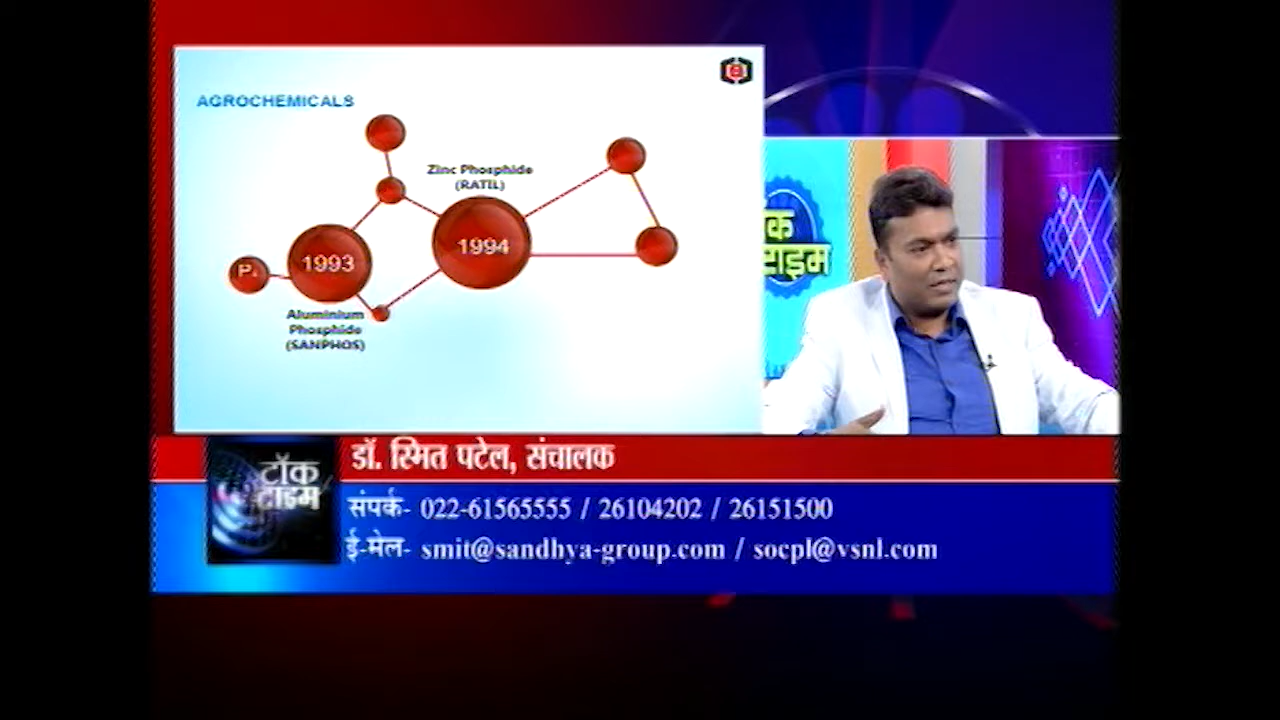 AGROCHEMICALS
Zinc Phosphide
(RATIL)
1994
1993
P₄
Aluminium
Phosphide
(SANPHOS)
टाइम
डॉ. स्मित पटेल, संचालक
टॉक
टाइम
संपर्क- 022-61565555 / 26104202 / 26151500
ई-मेल- smit@sandhya-group.com / socpl@vsnl.com